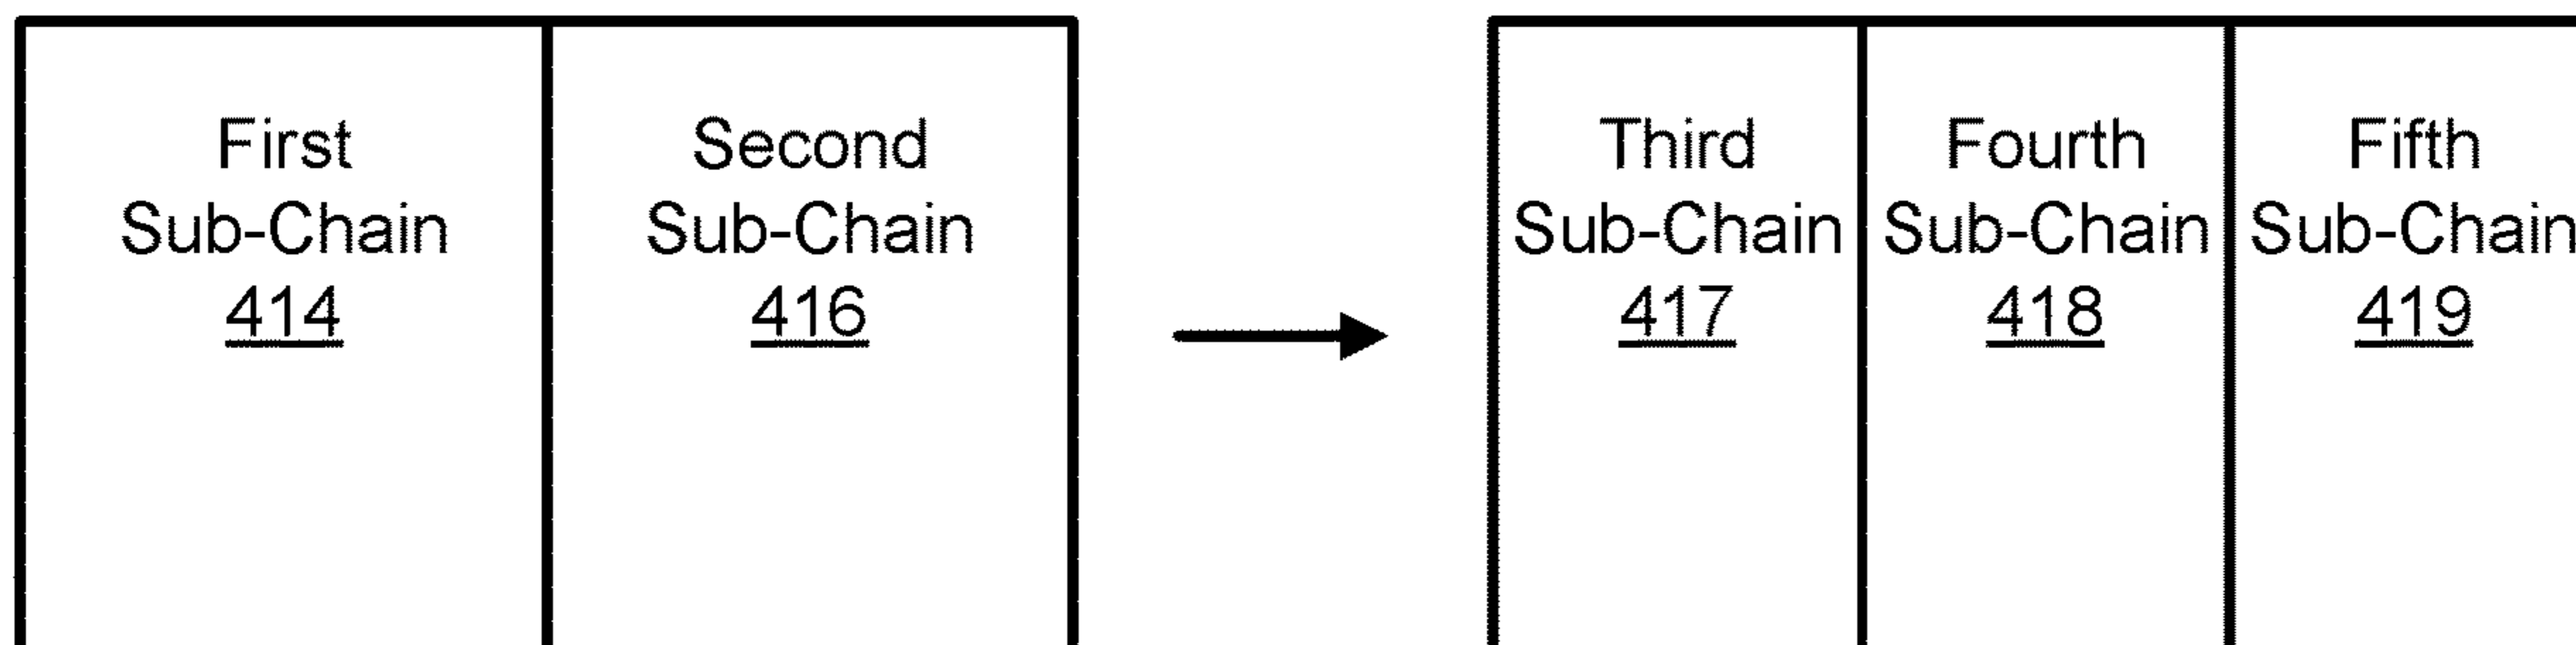 First
Sub-Chain
414
Second
Sub-Chain
416
Third
Sub-Chain
417
Fourth
Sub-Chain
418
Fifth
Sub-Chain
419